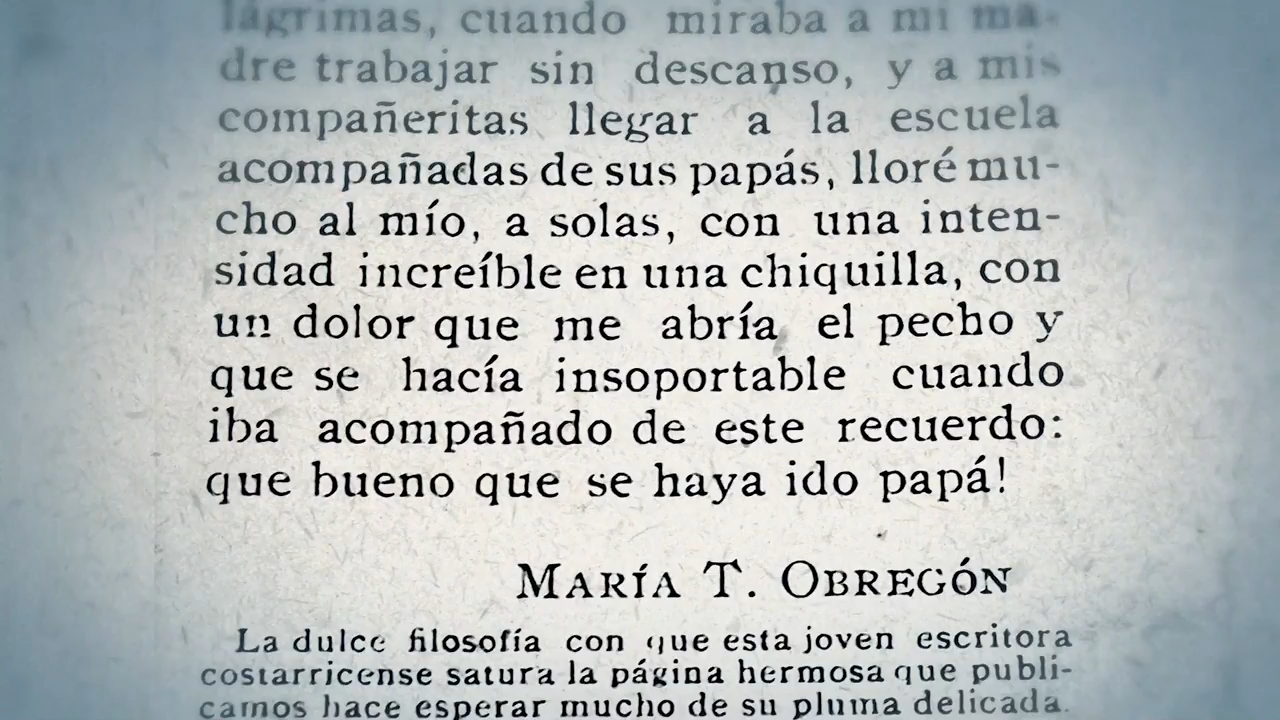 lágrimas, cuando miraba a mi ma-
dre trabajar sin descanso, y a mis
compañeritas llegar a la escuela
acompañadas de sus papás, lloré mu-
cho al mío, a solas, con una inten-
sidad increíble en una chiquilla, con
un dolor que me abría el pecho y
que se hacía insoportable cuando
iba acompañado de este recuerdo:
que bueno que se haya ido papá!
MARÍA T. OBREGÓN
La dulce filosofía con que esta joven escritora
costarricense satura la página hermosa que publi-
camos hace esperar mucho de su pluma delicada.